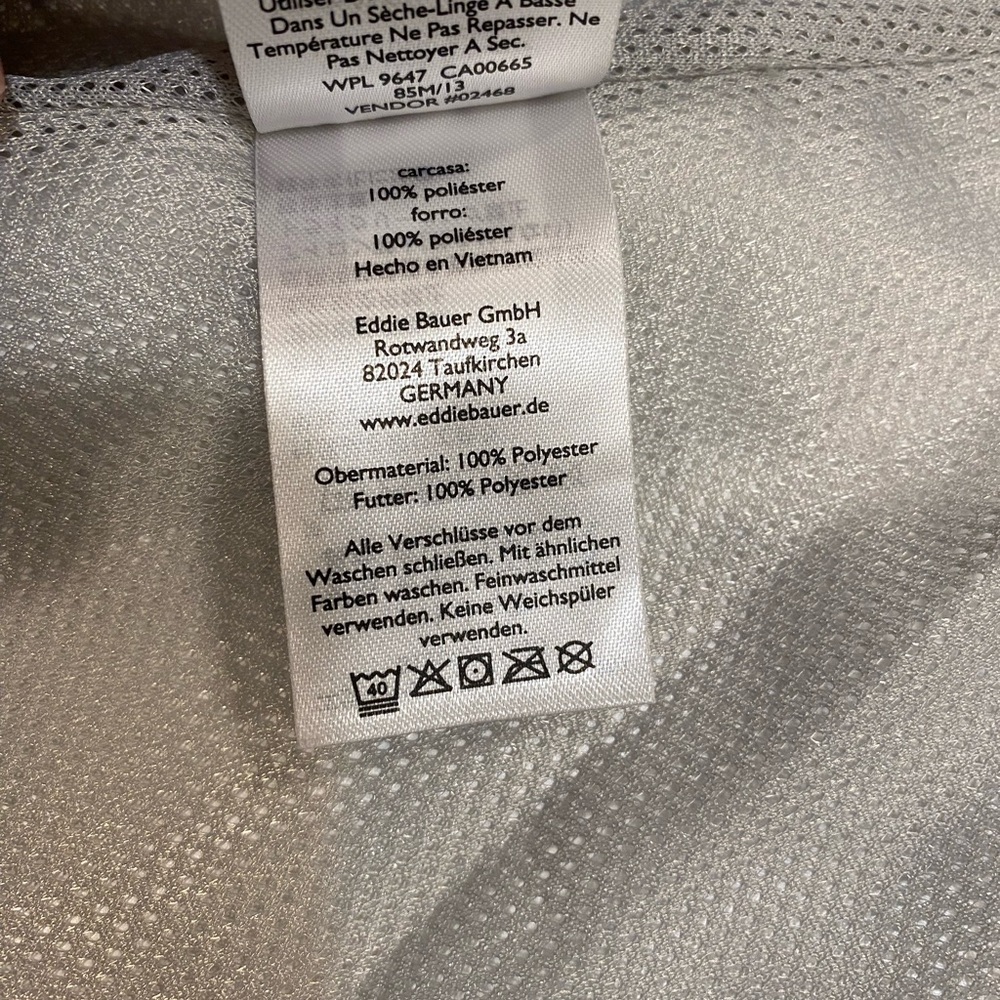 Utiliser
Dans Un Sèche-Linge A Basse
Température Ne Pas Repasser. Ne
Pas Nettoyer A Sec.
WPL 9647 CA00665
85M/13
VENDOR #02468
carcasa:
100% poliéster
forro:
100% poliéster
Hecho en Vietnam
Eddie Bauer GmbH
Rotwandweg 3a
82024 Taufkirchen
GERMANY
www.eddiebauer.de
Obermaterial: 100% Polyester
Futter: 100% Polyester
Alle Verschlüsse vor dem
Waschen schließen. Mit ähnlichen
Farben waschen. Feinwaschmittel
verwenden. Keine Weichspüler
verwenden.
40